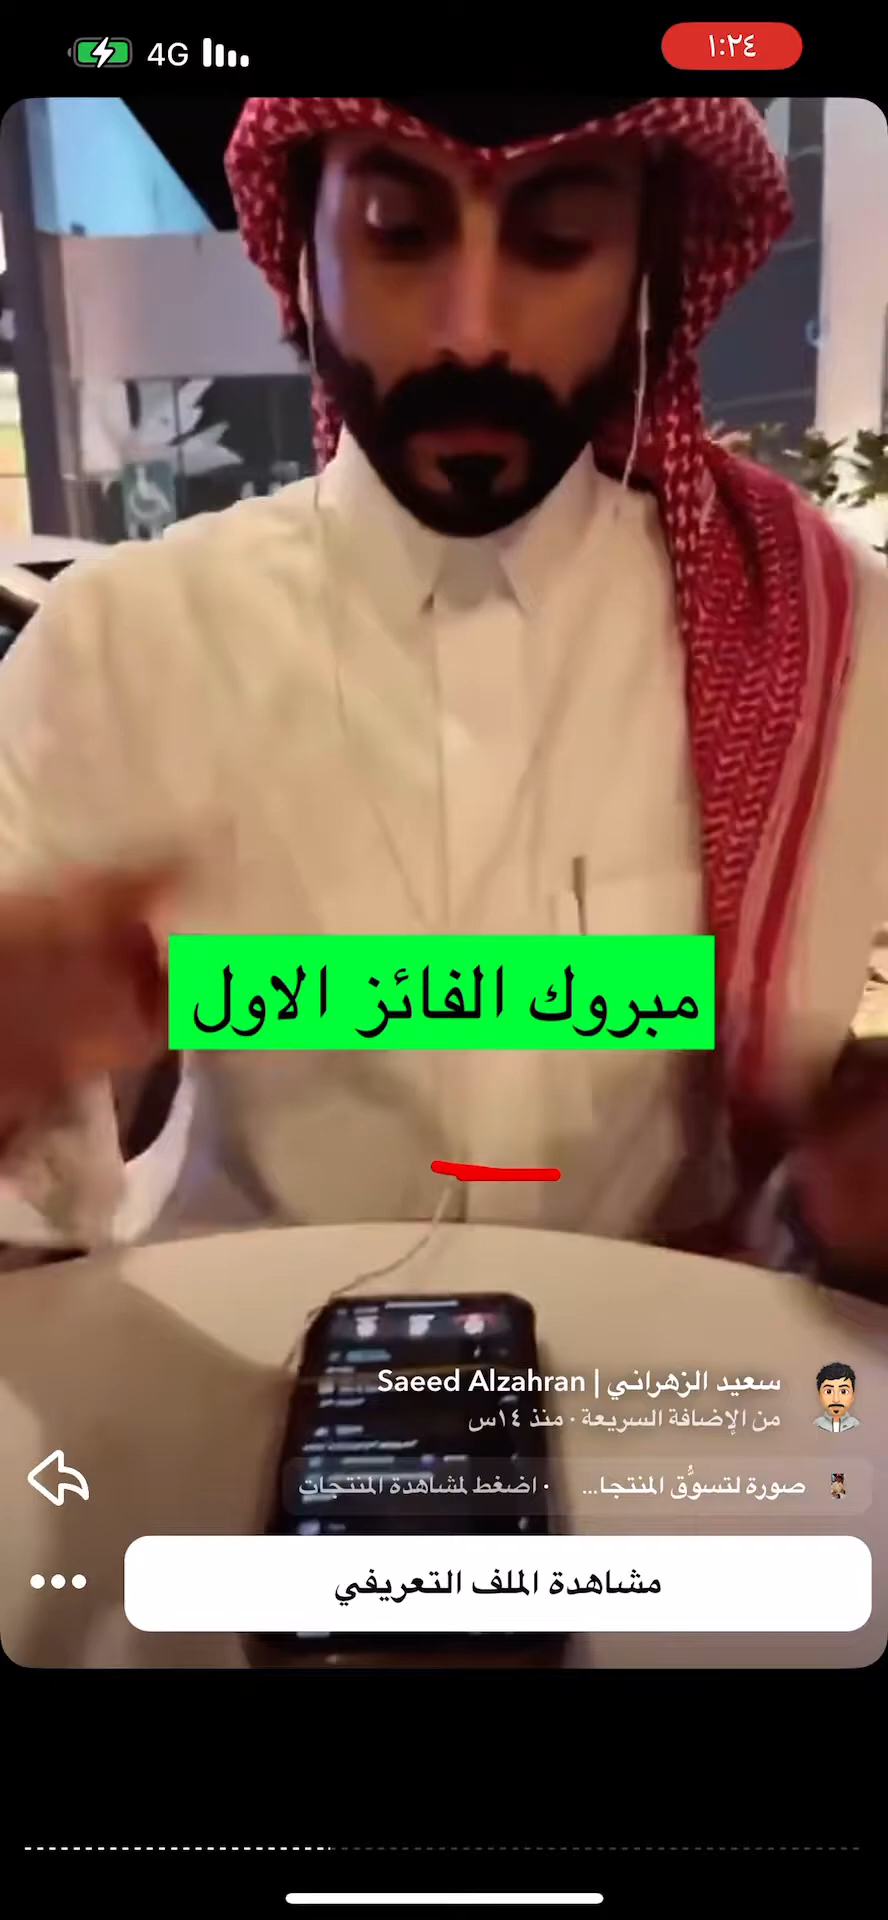 4G
١:٢٤
مبروك الفائز الاول
سعيد الزهراني | Saeed Alzahran
من الإضافة السريعة · منذ ١٤س
صورة لتسوُّق المنتجا... · اضغط لمشاهدة المنتجات
مشاهدة الملف التعريفي